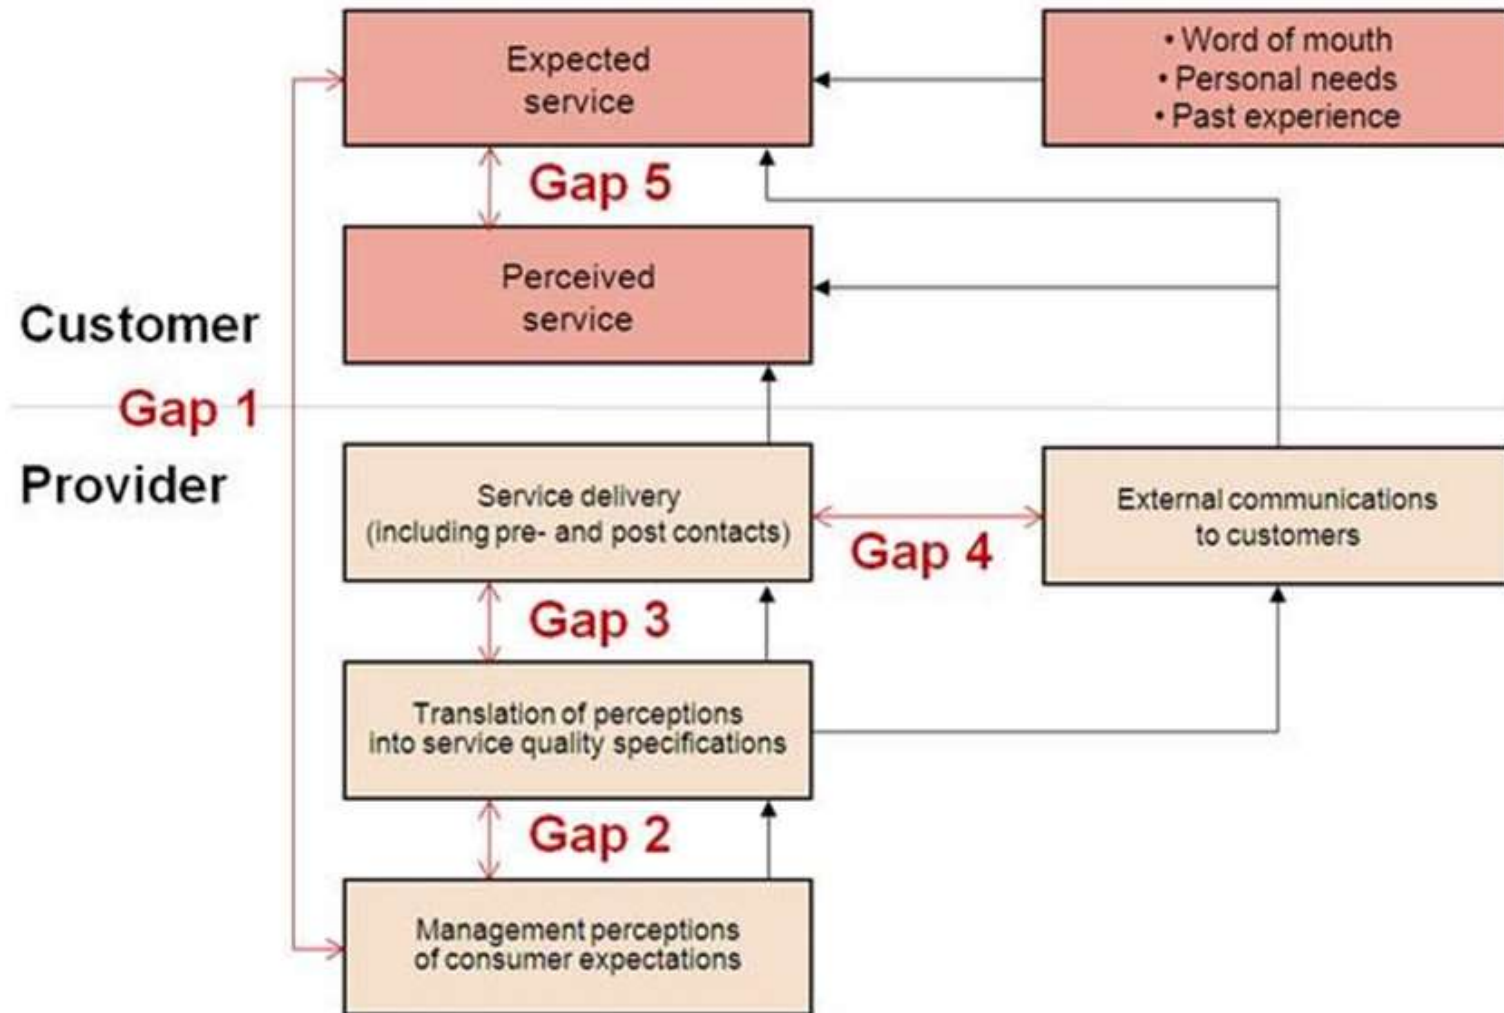 Expected
service
• Word of mouth
• Personal needs
• Past experience
Gap 5
Perceived
service
Customer
Gap 1
Provider
Service delivery
(including pre- and post contacts)
Gap 4
External communications
to customers
Gap 3
Translation of perceptions
into service quality specifications
Gap 2
Management perceptions
of consumer expectations